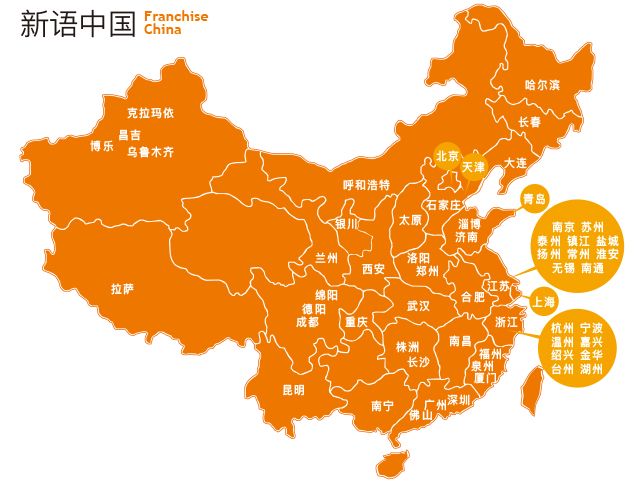 新语中国
Franchise
China
哈尔滨
长春
大连
克拉玛依
昌吉
博乐
乌鲁木齐
北京
天津
呼和浩特
青岛
石家庄
太原
淄博
济南
银川
兰州
西安
洛阳
郑州
南京 苏州
泰州 镇江 盐城
扬州 常州 淮安
无锡 南通
拉萨
江苏
上海
合肥
绵阳
德阳
成都
重庆
武汉
浙江
杭州 宁波
温州 嘉兴
绍兴 金华
台州 湖州
株洲
长沙
南昌
福州
泉州
厦门
昆明
南宁
广州
深圳
佛山